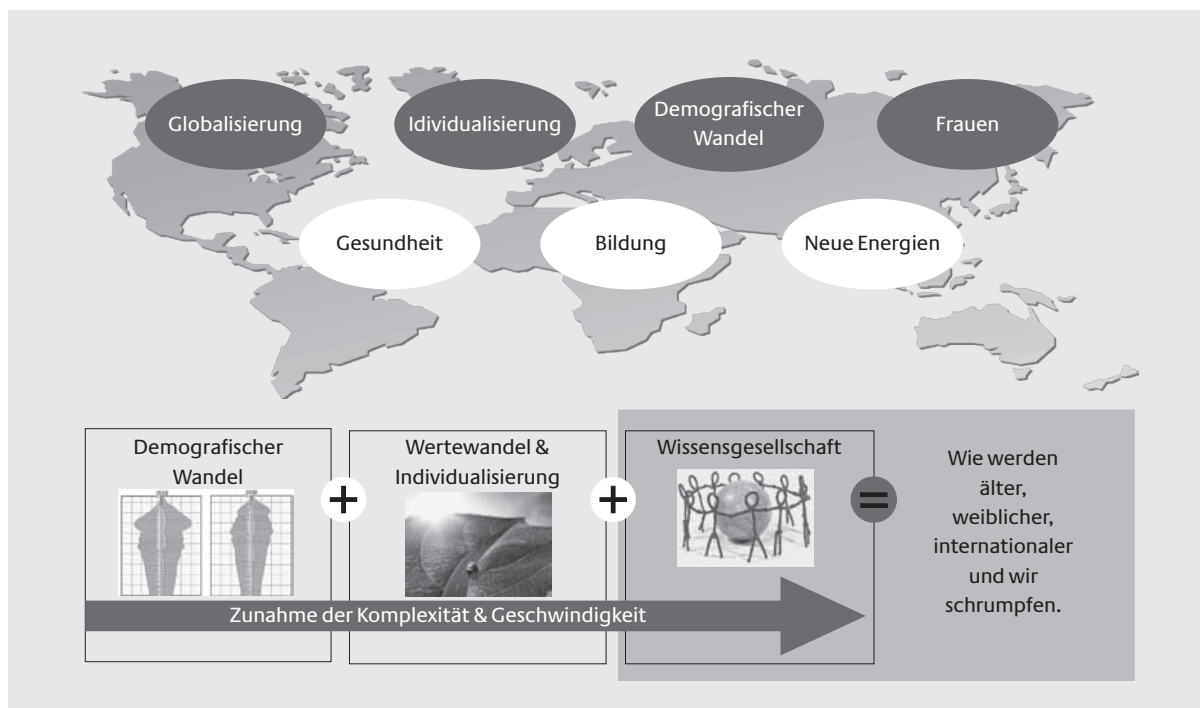 Globalisierung
Idividualisierung
Demografischer
Wandel
Frauen
Gesundheit
Bildung
Neue Energien
Demografischer
Wandel
+
Wertewandel &
Individualisierung
+
Wissensgesellschaft
=
Wie werden
älter,
weiblicher,
internationaler
und wir
schrumpfen.
Zunahme der Komplexität & Geschwindigkeit